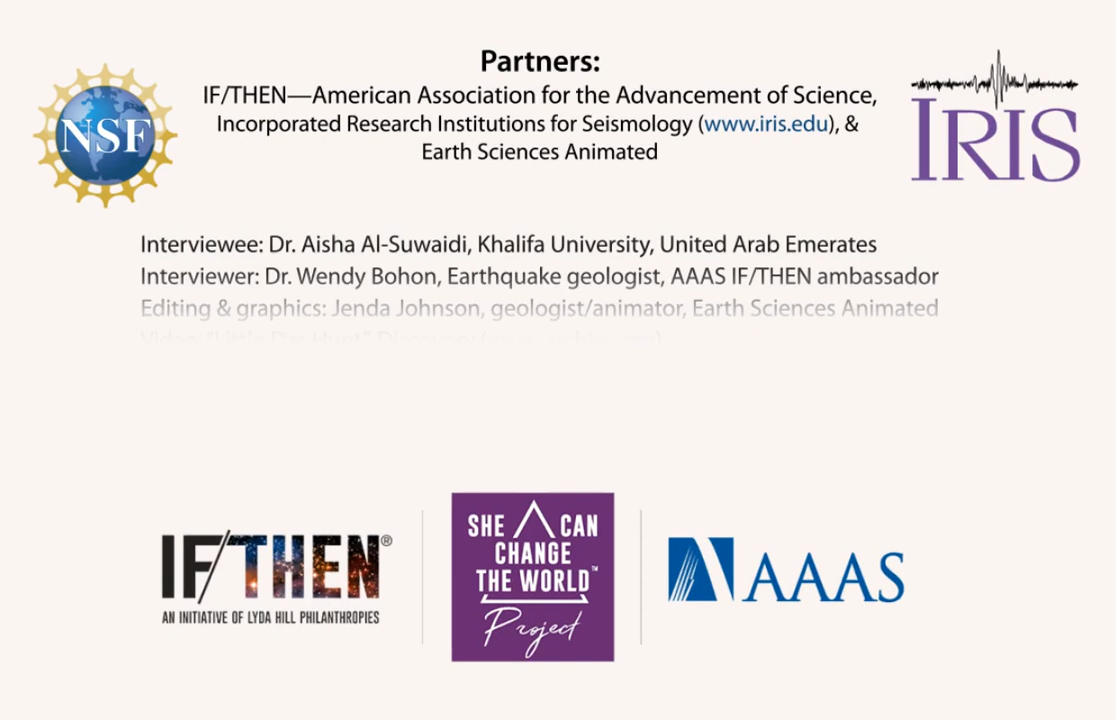 Partners:
IF/THEN—American Association for the Advancement of Science,
Incorporated Research Institutions for Seismology (www.iris.edu), &
Earth Sciences Animated
NSF
IRIS
Interviewee: Dr. Aisha Al-Suwaidi, Khalifa University, United Arab Emerates
Interviewer: Dr. Wendy Bohon, Earthquake geologist, AAAS IF/THEN ambassador
Editing & graphics: Jenda Johnson, geologist/animator, Earth Sciences Animated
IF/THEN®
AN INITIATIVE OF LYDA HILL PHILANTHROPIES
SHE CAN
CHANGE
THE WORLD™
Project
AAAS